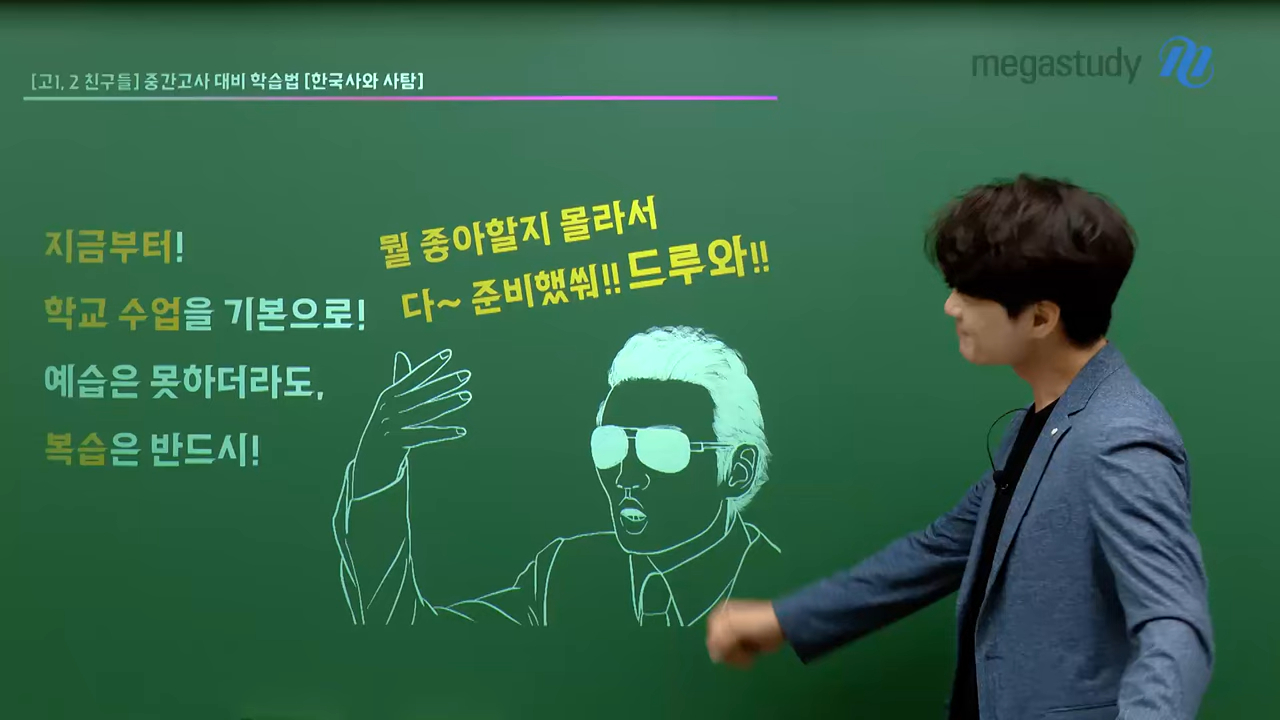 [고1, 2 친구들] 중간고사 대비 학습법 [한국사와 사탐]
megastudy
지금부터!
학교 수업을 기본으로!
예습은 못하더라도,
복습은 반드시!
뭘 좋아할지 몰라서
다~ 준비했쒀!! 드루와!!